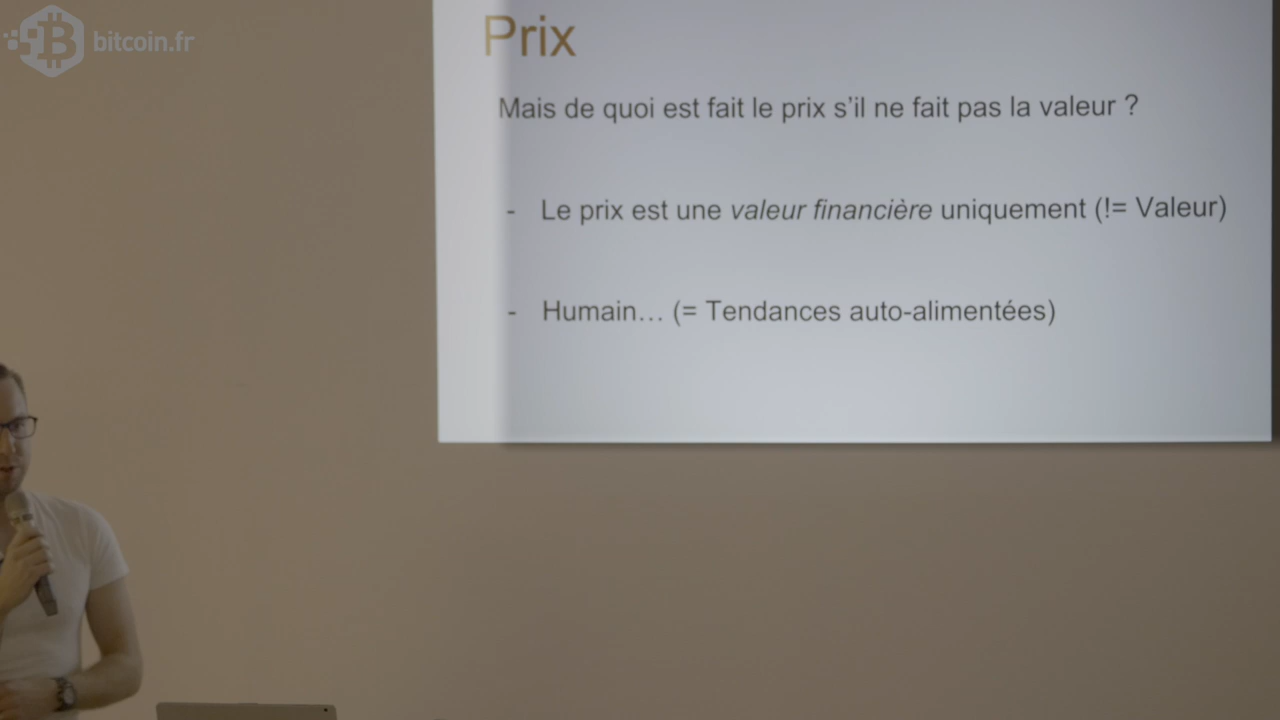 bitcoin.fr
Prix
Mais de quoi est fait le prix s'il ne fait pas la valeur ?
- Le prix est une valeur financière uniquement (!= Valeur)
- Humain... (= Tendances auto-alimentées)